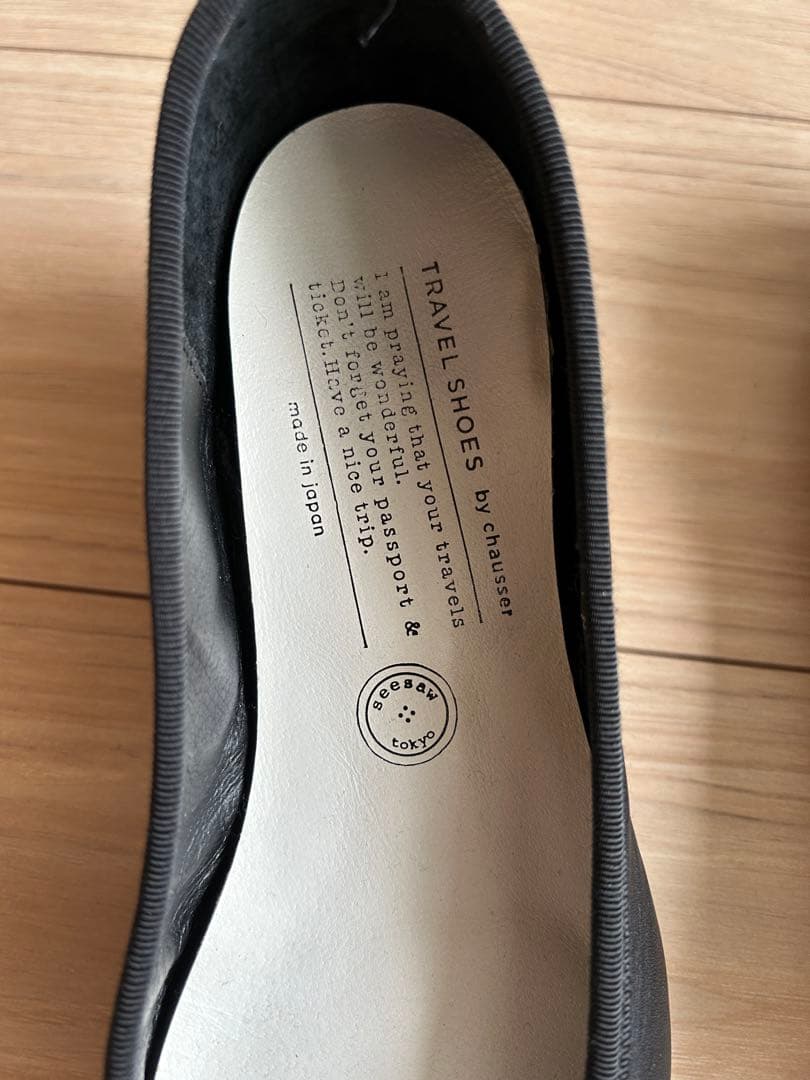 TRAVEL SHOES by chausser
I am praying that your travels
will be wonderful.
Don't forget your passport &
ticket.Have a nice trip.
made in japan
seesaw
tokyo